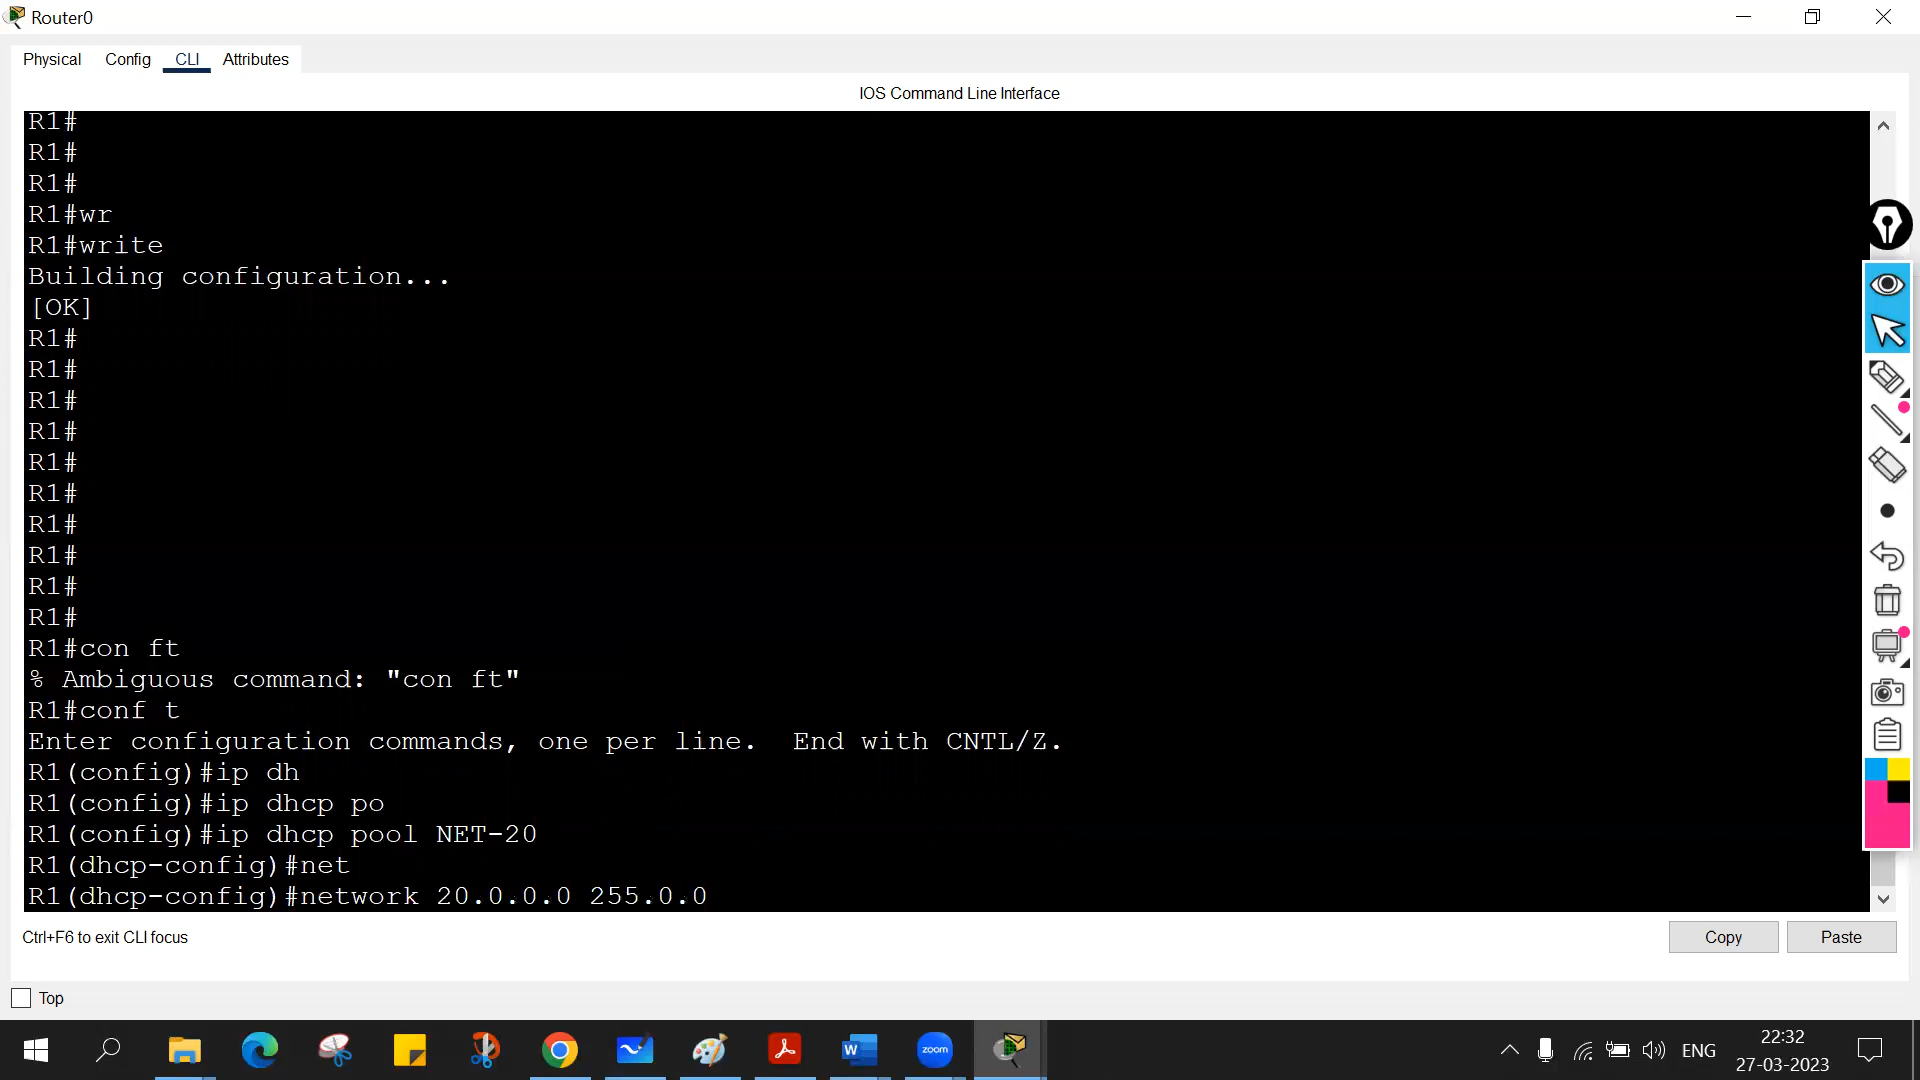 Router0
Physical Config CLI Attributes
IOS Command Line Interface
R1#
R1#
R1#
R1#wr
R1#write
Building configuration...
[OK]
R1#
R1#
R1#
R1#
R1#
R1#
R1#
R1#
R1#
R1#
R1#con ft
% Ambiguous command: "con ft"
R1#conf t
Enter configuration commands, one per line.  End with CNTL/Z.
R1(config)#ip dh
R1(config)#ip dhcp po
R1(config)#ip dhcp pool NET-20
R1(dhcp-config)#net
R1(dhcp-config)#network 20.0.0.0 255.0.0
Ctrl+F6 to exit CLI focus
Copy Paste
Top
W zoom
ENG
22:32
27-03-2023